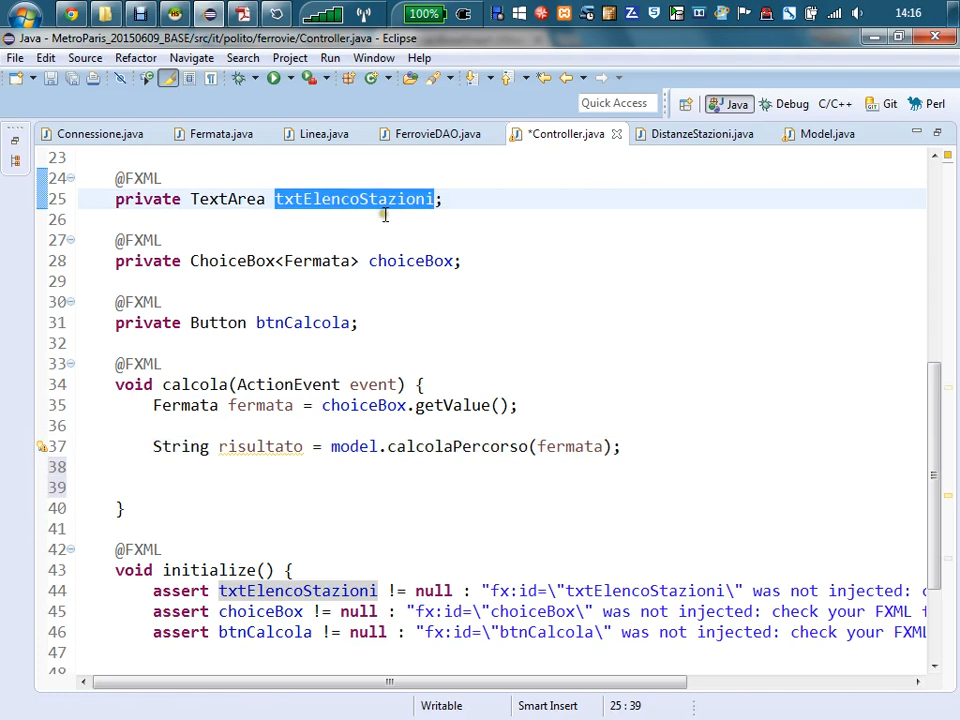 100%
14:16
Java - MetroParis_20150609_BASE/src/it/polito/ferrovie/Controller.java - Eclipse
File Edit Source Refactor Navigate Search Project Run Window Help
Quick Access
Java Debug C/C++ Git Perl
Connessione.java Fermata.java Linea.java FerrovieDAO.java *Controller.java DistanzeStazioni.java Model.java
23
24 @FXML
25 private TextArea txtElencoStazioni;
26
27 @FXML
28 private ChoiceBox<Fermata> choiceBox;
29
30 @FXML
31 private Button btnCalcola;
32
33 @FXML
34 void calcola(ActionEvent event) {
35 Fermata fermata = choiceBox.getValue();
36
37 String risultato = model.calcolaPercorso(fermata);
38
39
40 }
41
42 @FXML
43 void initialize() {
44 assert txtElencoStazioni != null : "fx:id=\"txtElencoStazioni\" was not injected: c
45 assert choiceBox != null : "fx:id=\"choiceBox\" was not injected: check your FXML f
46 assert btnCalcola != null : "fx:id=\"btnCalcola\" was not injected: check your FXML
47
48
Writable Smart Insert 25 : 39